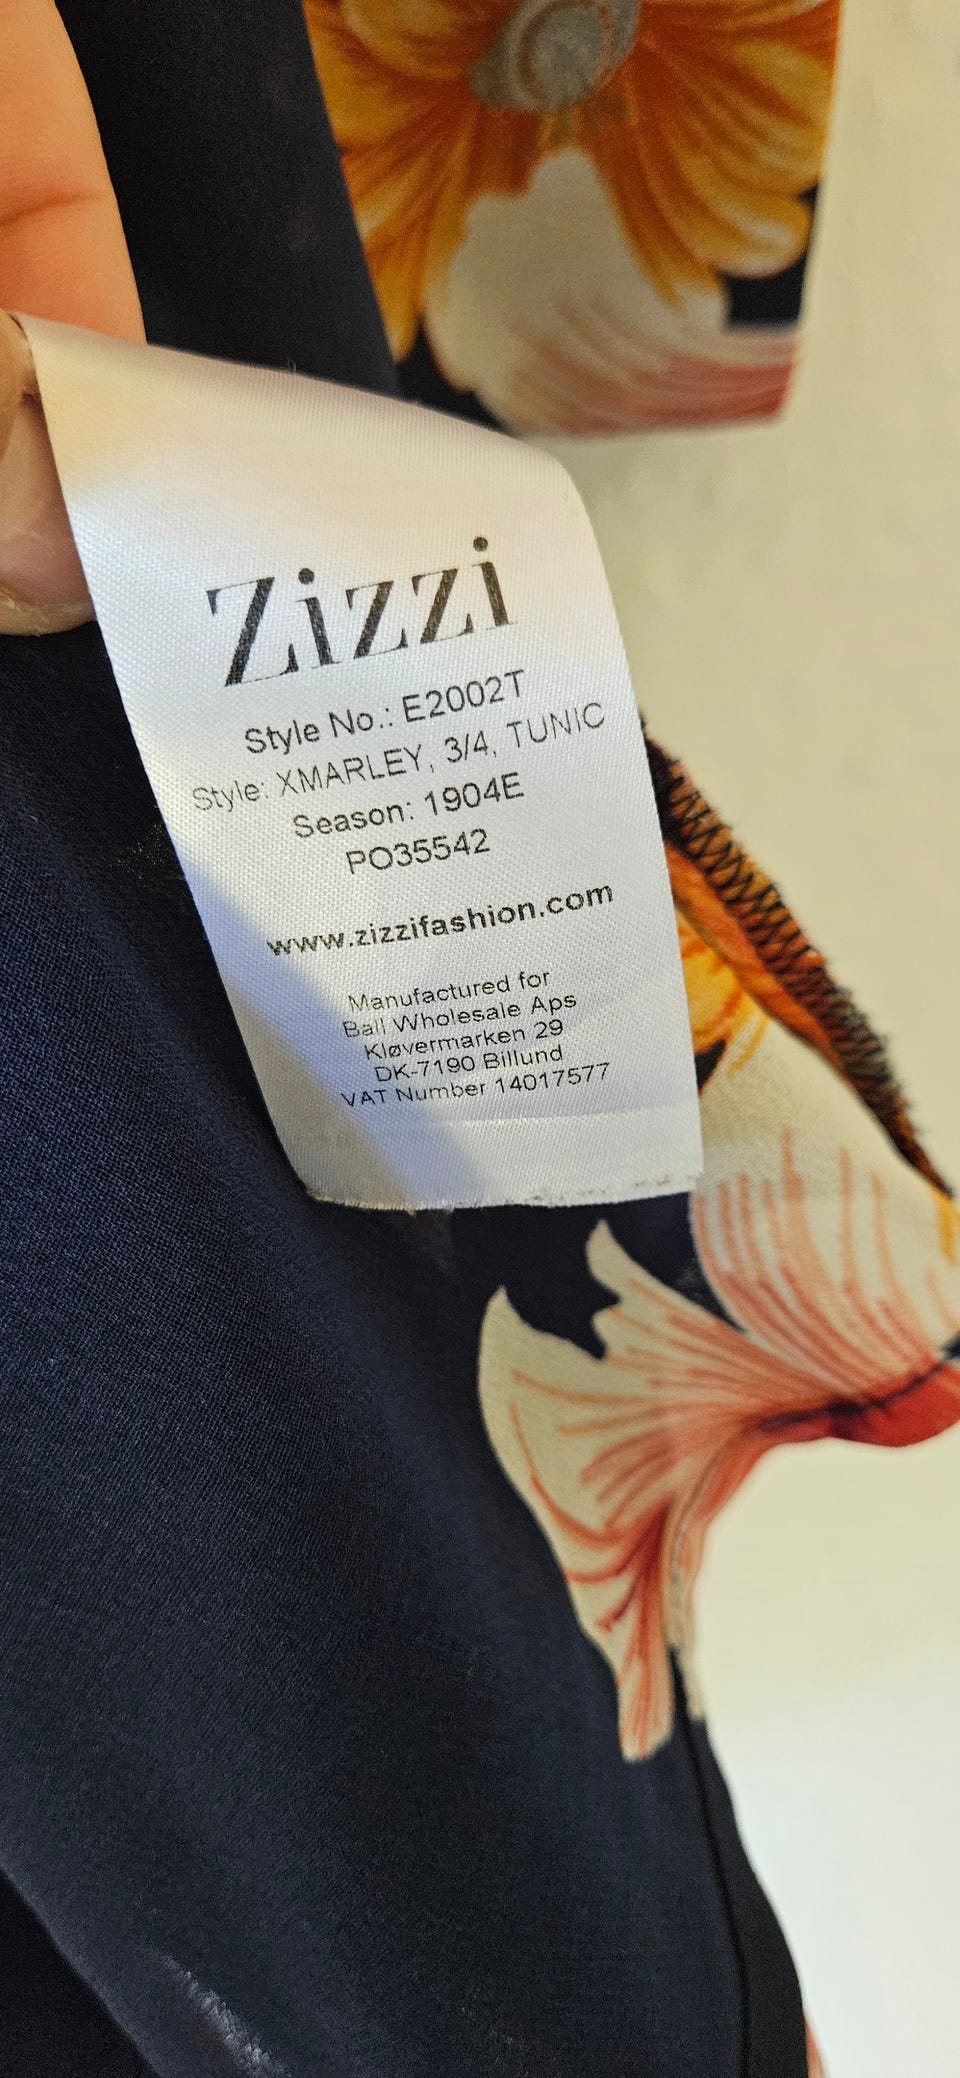 Zizzi
Style No.: E2002T
Style: XMARLEY, 3/4, TUNIC
Season: 1904E
PO35542
www.zizzifashion.com
Manufactured for
Ball Wholesale Aps
Kløvermarken 29
DK-7190 Billund
VAT Number 14017577